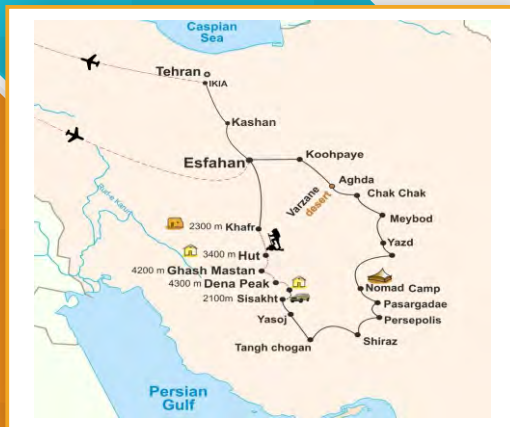 Caspian
Sea
Tehran
IKIA
Kashan
Esfahan
Koohpaye
Aghda
Varzane
desert
Chak Chak
Meybod
Yazd
2300 m Khafr
3400 m Hut
4200 m Ghash Mastan
4300 m Dena Peak
2100m Sisakht
Yasoj
Nomad Camp
Pasargadae
Persepolis
Shiraz
Tangh chogan
Persian
Gulf